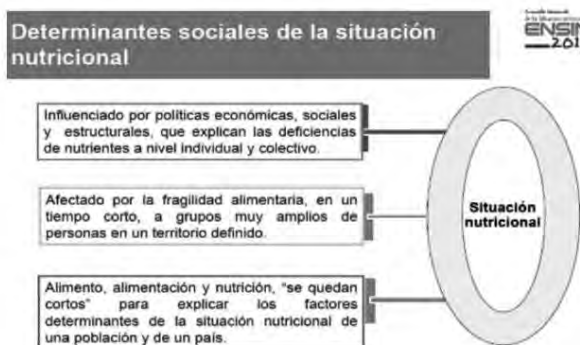 Determinantes sociales de la situación
nutricional
ENSIN
201
Influenciado por políticas económicas, sociales
y estructurales, que explican las deficiencias
de nutrientes a nivel individual y colectivo.
Afectado por la fragilidad alimentaria, en un
tiempo corto, a grupos muy amplios de
personas en un territorio definido.
Alimento, alimentación y nutrición, “se quedan
cortos” para explicar los factores
determinantes de la situación nutricional de
una población y de un país.
Situación
nutricional